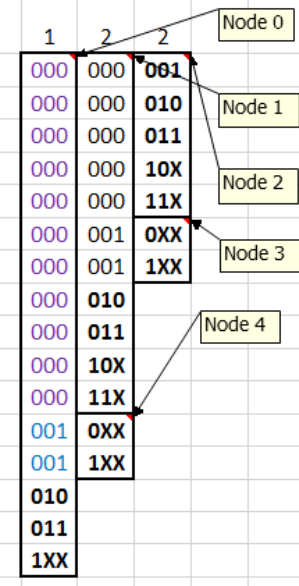 Node 0
1 2 2
000 000 001
Node 1
000 000 010
000 000 011
000 000 10X
Node 2
000 000 11X
000 001 0XX
Node 3
000 001 1XX
000 010
000 011
Node 4
000 10X
000 11X
001 0XX
001 1XX
010
011
1XX